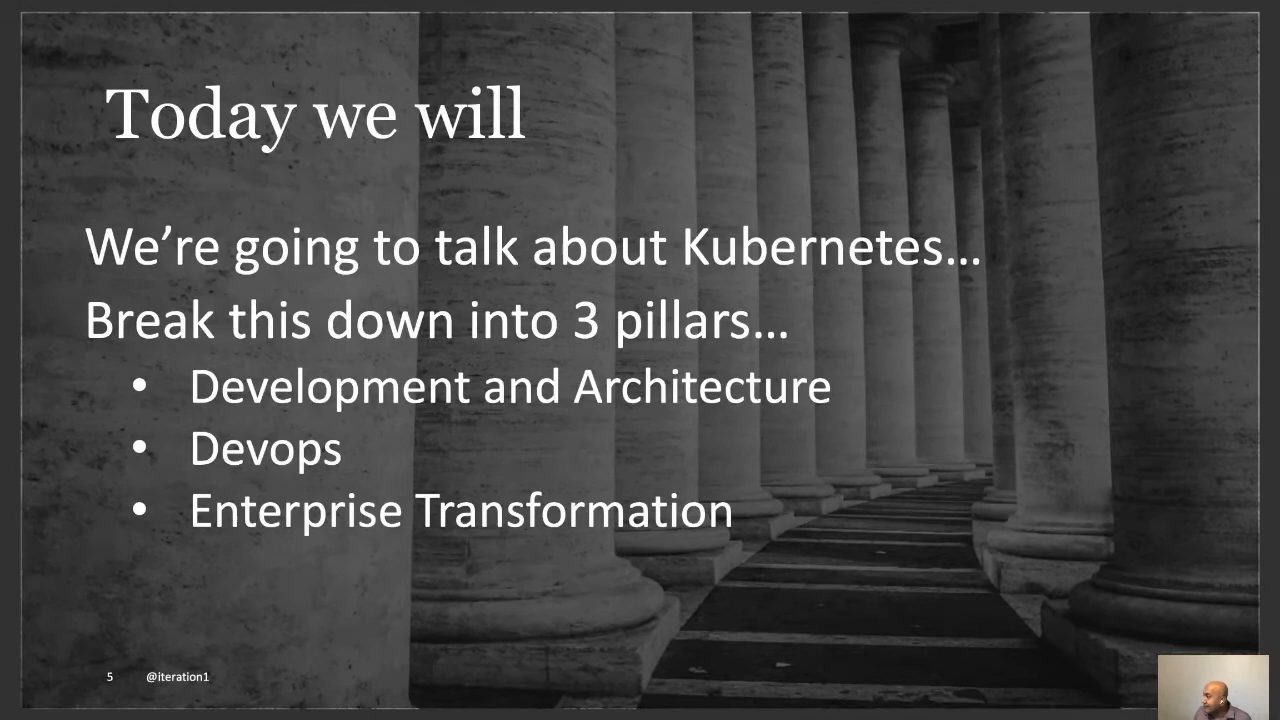 Today we will
We’re going to talk about Kubernetes…
Break this down into 3 pillars…
• Development and Architecture
• Devops
• Enterprise Transformation
5 @iteration1